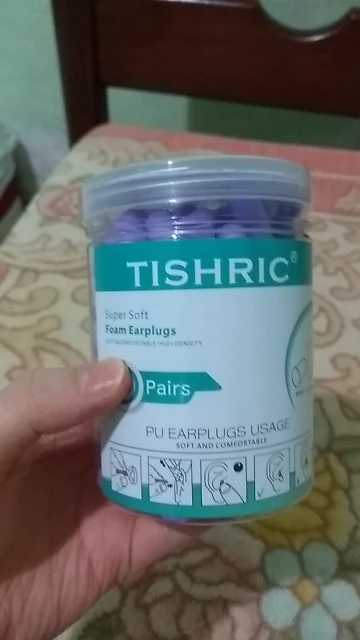 TISHRIC®
Super Soft
Foam Earplugs
Pairs
PU EARPLUGS USAGE
SOFT AND COMFORTABLE